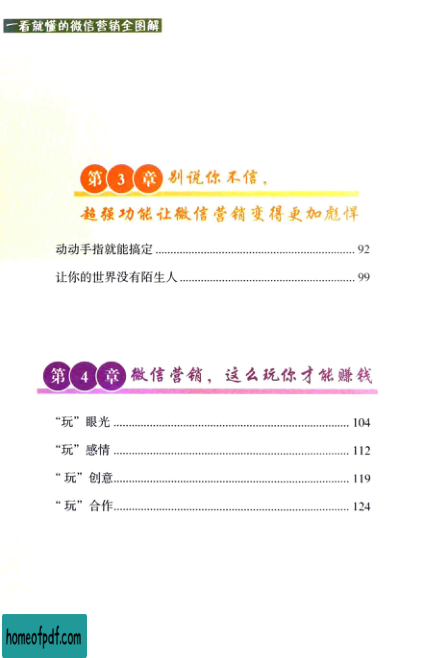 一看就懂的微信营销全图解
第3章 别说你不信，
超强功能让微信营销变得更加彪悍
动动手指就能搞定 ........................ 92
让你的世界没有陌生人 ........................ 99
第4章 微信营销，这么玩你才能赚钱
“玩”眼光 ........................ 104
“玩”感情 ........................ 112
“玩”创意 ........................ 119
“玩”合作 ........................ 124
homeofpdf.com